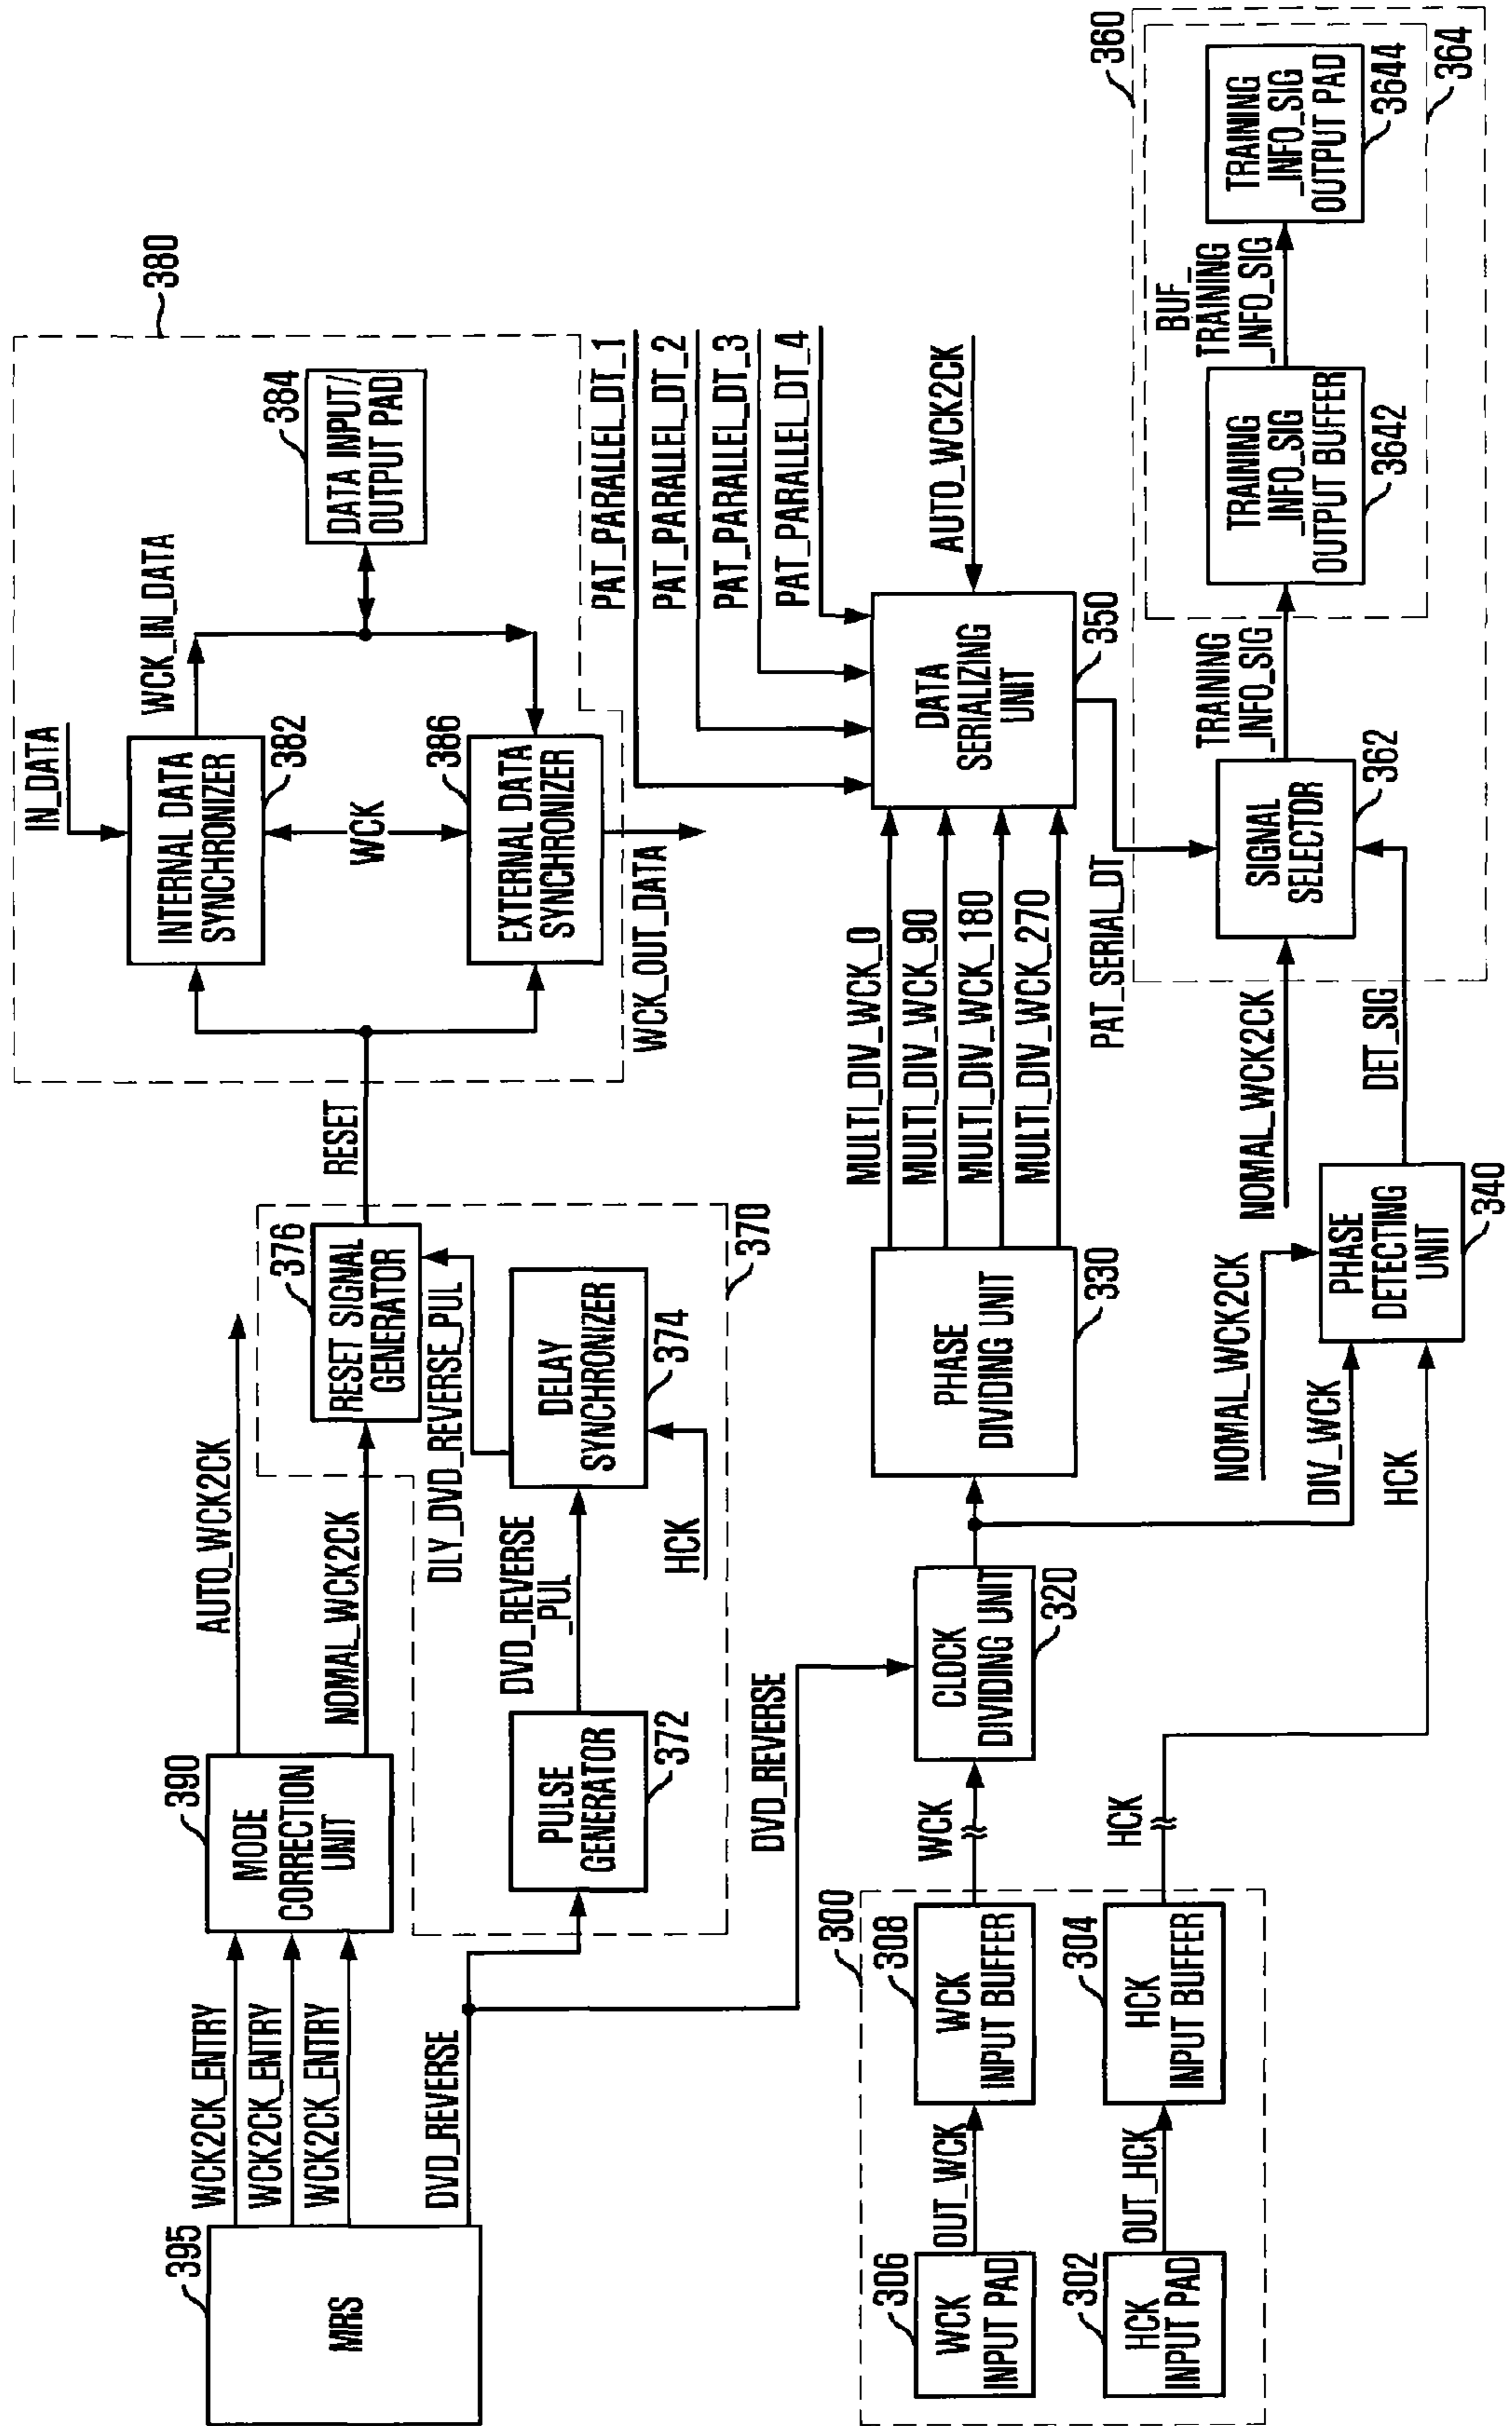 395
MRS
WCK2CK_ENTRY
WCK2CK_ENTRY
WCK2CK_ENTRY
DVD_REVERSE
390
MODE
CORRECTION
UNIT
AUTO_WCK2CK
NOMAL_WCK2CK
376
RESET SIGNAL
GENERATOR
DLY_DVD_REVERSE_PUL
PULSE
GENERATOR
372
DVD_REVERSE
_PUL
DELAY
SYNCHRONIZER
374
HCK
370
RESET
IN_DATA
INTERNAL DATA
SYNCHRONIZER
382
WCK_IN_DATA
WCK
386
EXTERNAL DATA
SYNCHRONIZER
WCK_OUT_DATA
384
DATA INPUT/
OUTPUT PAD
380
PAT_PARALLEL_DT_1
PAT_PARALLEL_DT_2
PAT_PARALLEL_DT_3
PAT_PARALLEL_DT_4
DVD_REVERSE
300
306
WCK
INPUT PAD
OUT_WCK
308
WCK
INPUT BUFFER
WCK
302
HCK
INPUT PAD
OUT_HCK
304
HCK
INPUT BUFFER
HCK
CLOCK
DIVIDING UNIT
320
PHASE
DIVIDING UNIT
330
MULTI_DIV_WCK_0
MULTI_DIV_WCK_90
MULTI_DIV_WCK_180
MULTI_DIV_WCK_270
DATA
SERIALIZING
UNIT
350
AUTO_WCK2CK
PAT_SERIAL_DT
NOMAL_WCK2CK
DIV_WCK
HCK
PHASE
DETECTING
UNIT
340
NOMAL_WCK2CK
DET_SIG
SIGNAL
SELECTOR
362
TRAINING
_INFO_SIG
TRAINING
_INFO_SIG
OUTPUT BUFFER
3642
BUF_
TRAINING
_INFO_SIG
TRAINING
_INFO_SIG
OUTPUT PAD
3644
360
364